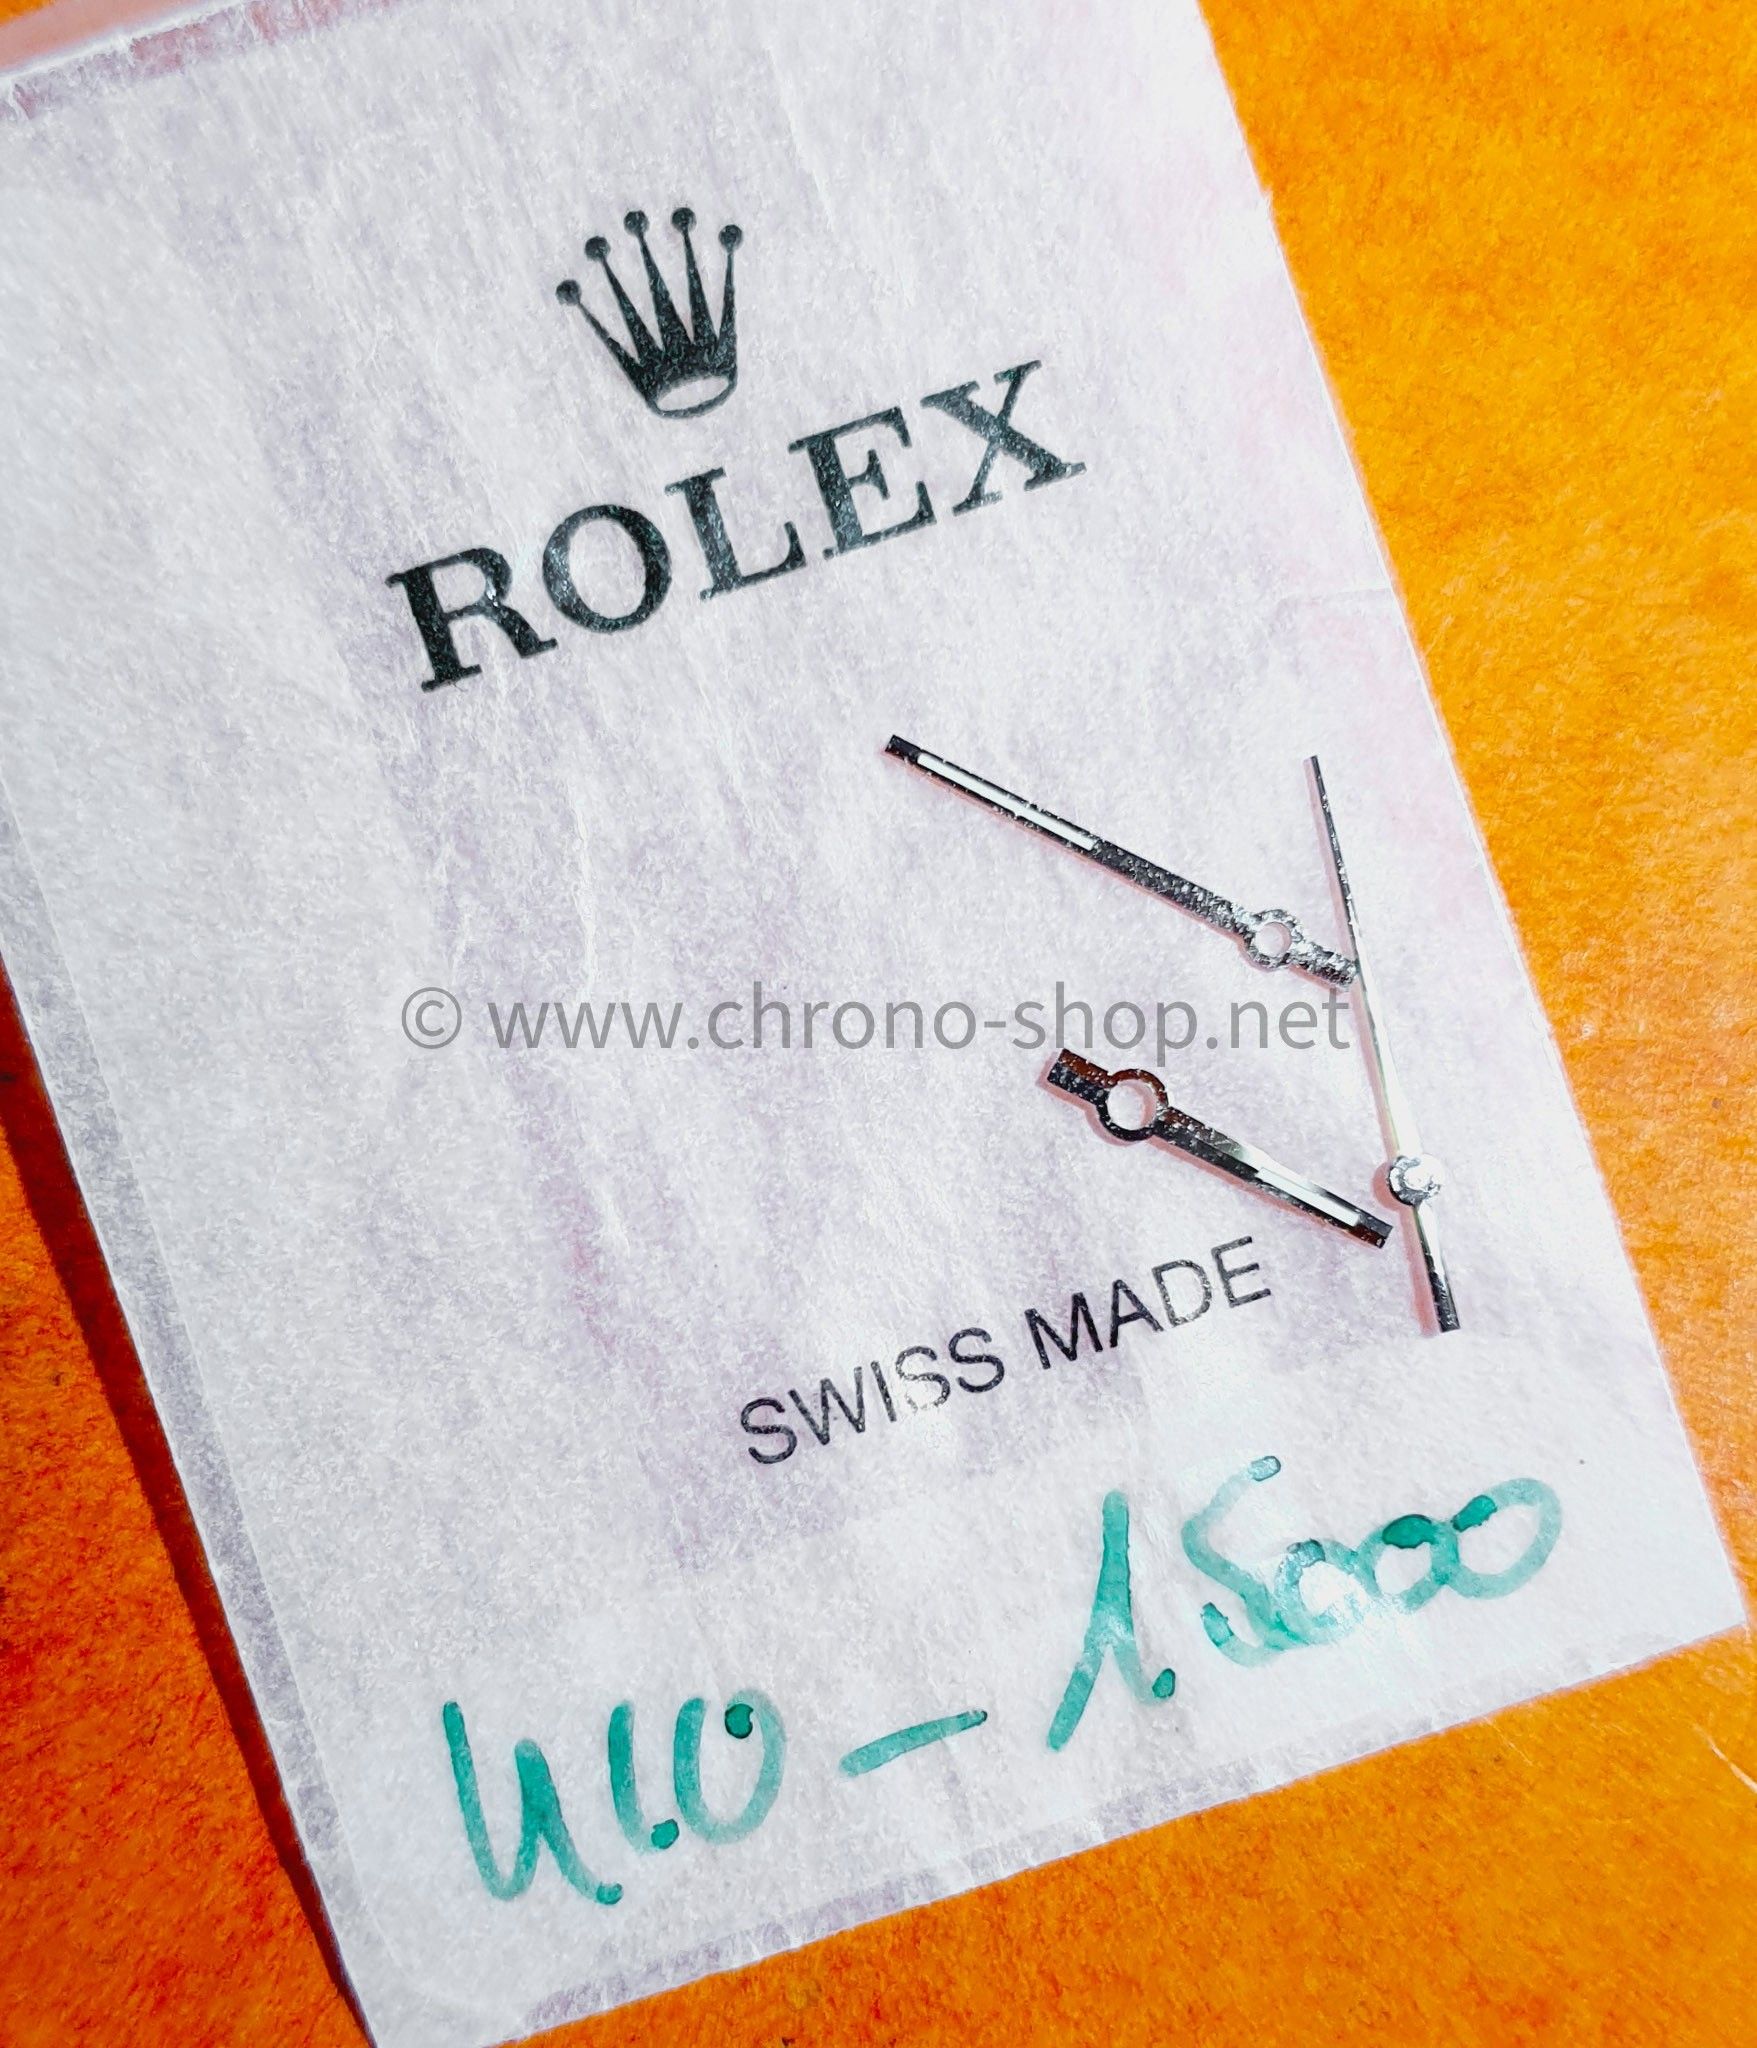 ROLEX
© www.chrono-shop.net
SWISS MADE
410-1.5000